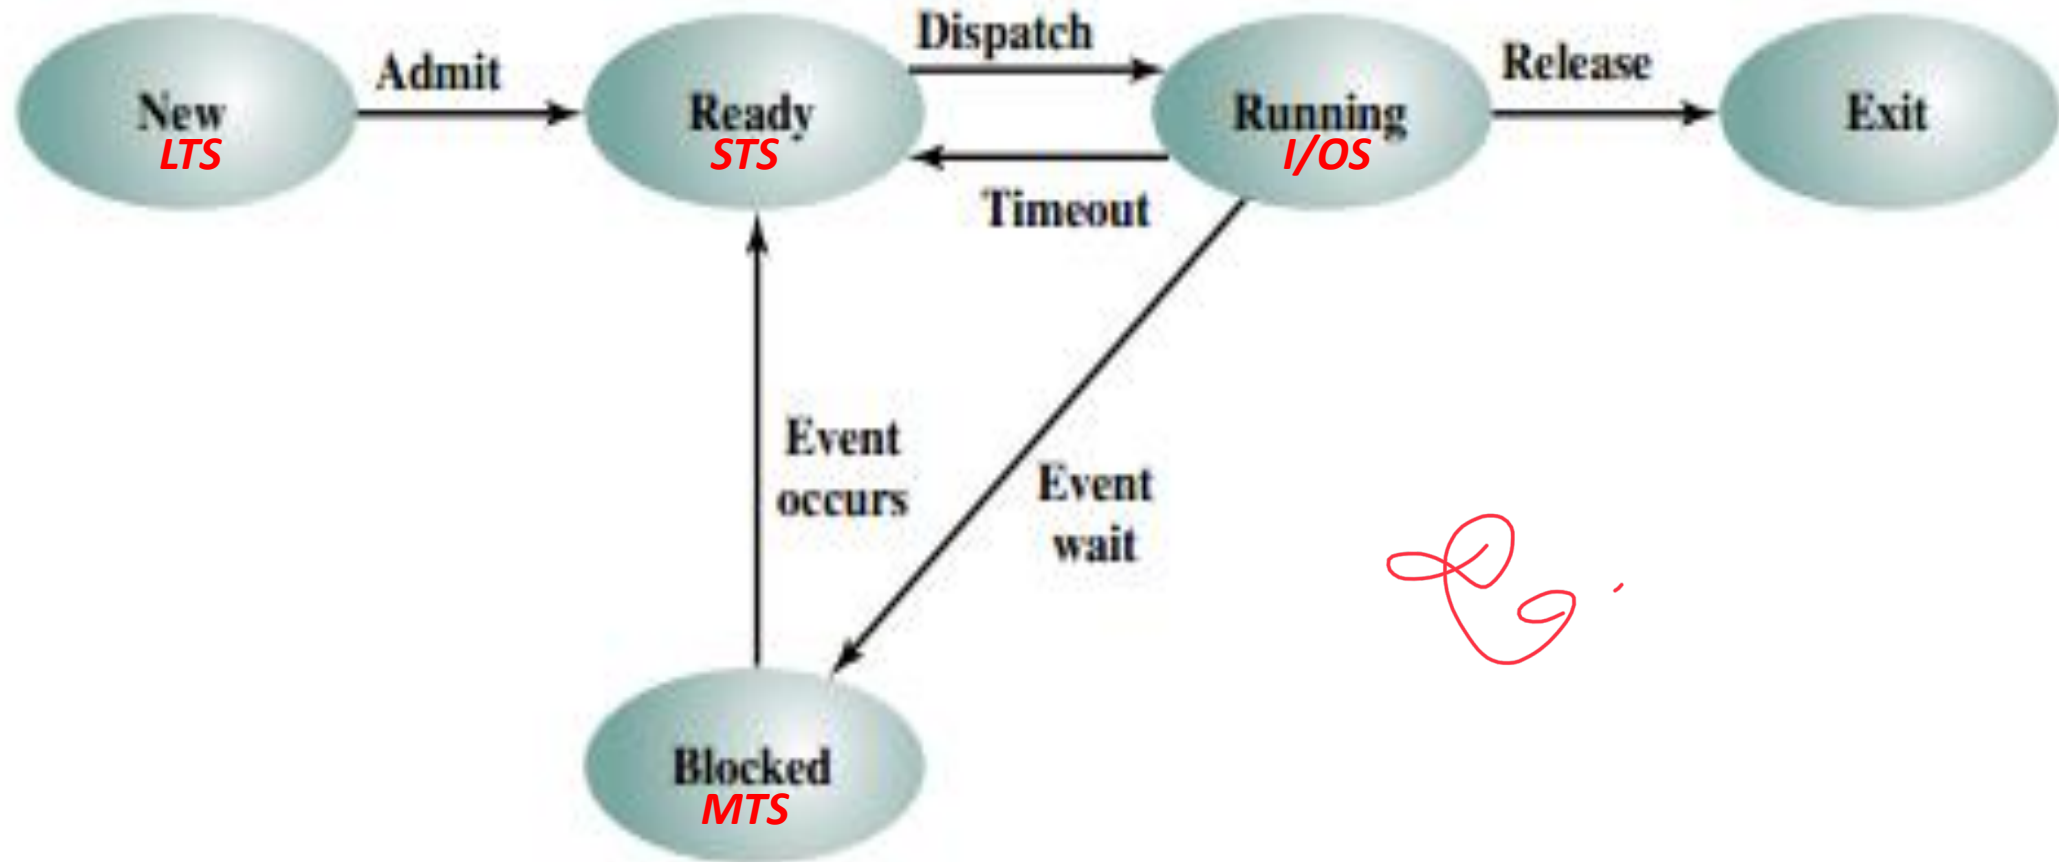 New
LTS
Admit
Ready
STS
Dispatch
Timeout
Running
I/OS
Release
Exit
Event
occurs
Event
wait
Blocked
MTS